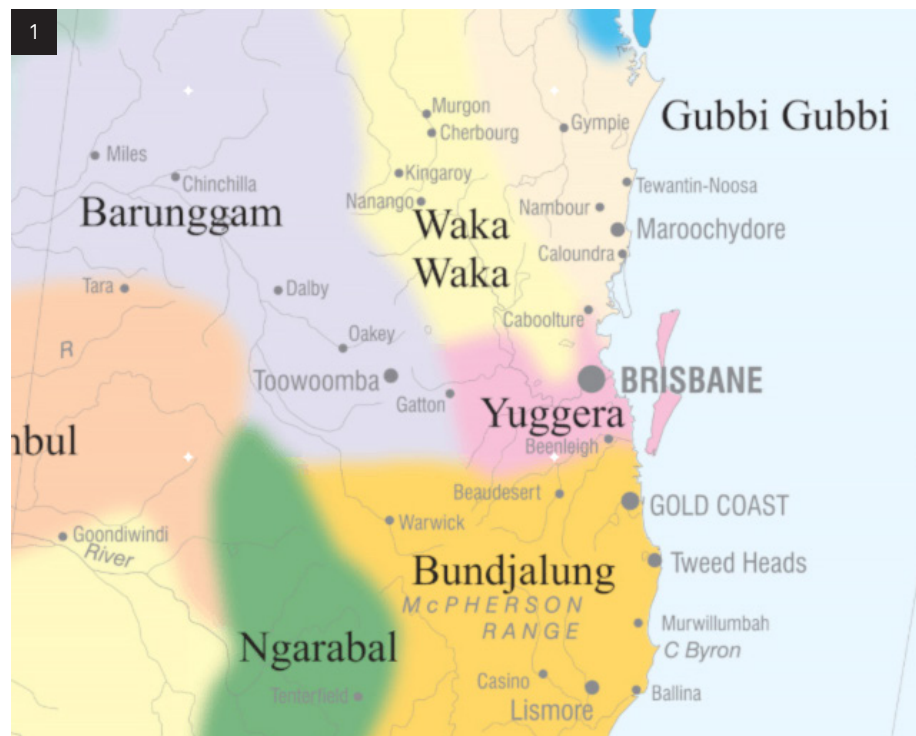 1
Murgon
Cherbourg
Gympie
Gubbi Gubbi
Miles
Chinchilla
Kingaroy
Tewantin-Noosa
Nanango
Nambour
Barunggam
Waka
Waka
Maroochydore
Caloundra
Tara
Dalby
Caboolture
Oakey
R
Toowoomba
BRISBANE
Gatton
Yuggera
nbul
Beenleigh
Beaudesert
GOLD COAST
Warwick
Goondiwindi
River
Tweed Heads
Bundjalung
McPHERSON
RANGE
Murwillumbah
C Byron
Ngarabal
Casino
Tenterfield
Ballina
Lismore